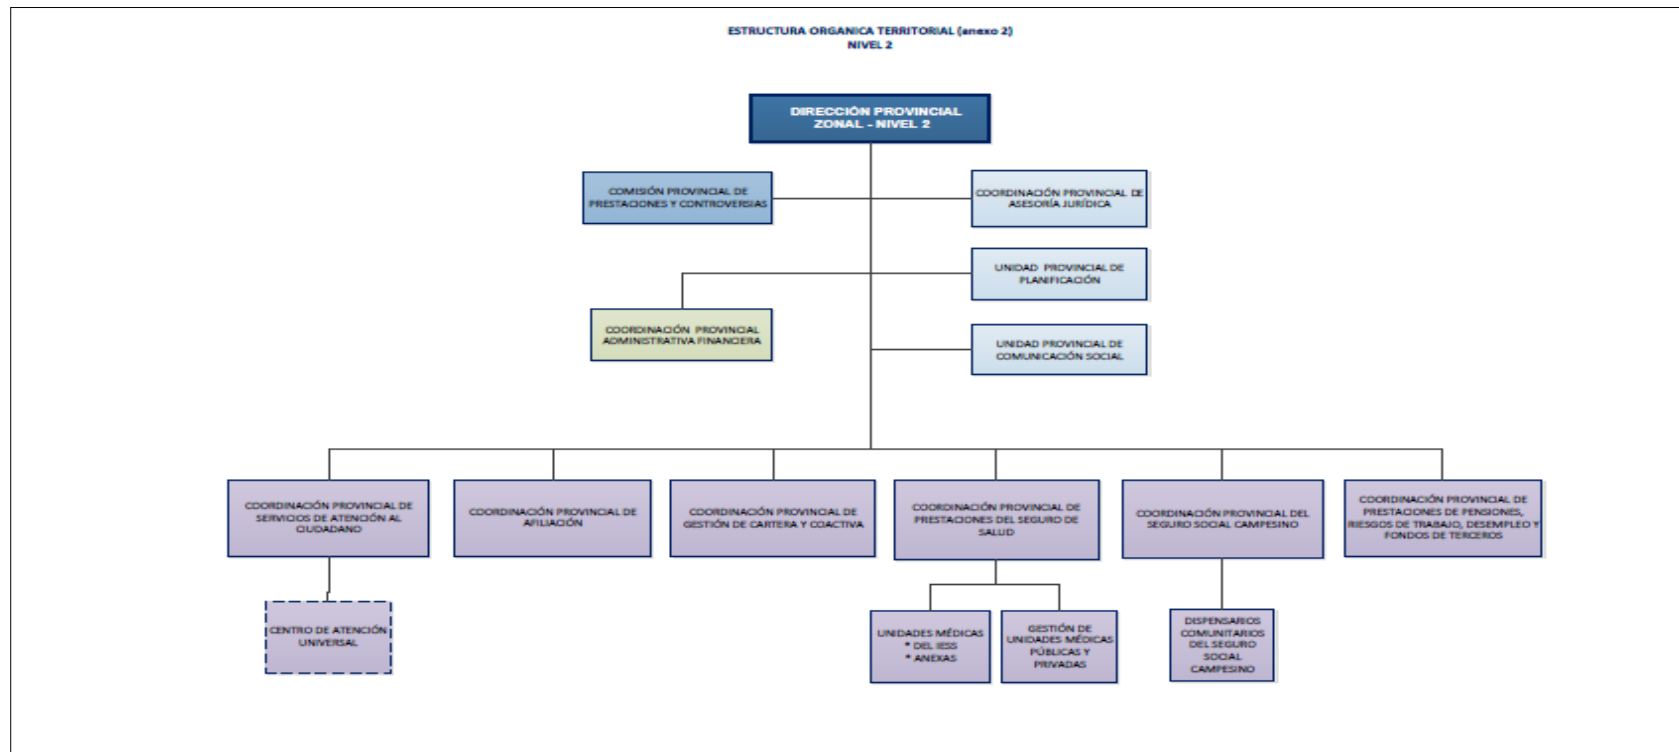 ESTRUCTURA ORGANICA TERRITORIAL (anexo 2)
NIVEL 2
DIRECCIÓN PROVINCIAL
ZONAL - NIVEL 2
COMISIÓN PROVINCIAL DE
PRESTACIONES Y CONTROVERSIAS
COORDINACIÓN PROVINCIAL DE
ASESORÍA JURÍDICA
UNIDAD PROVINCIAL DE
PLANIFICACIÓN
COORDINACIÓN PROVINCIAL
ADMINISTRATIVA FINANCIERA
UNIDAD PROVINCIAL DE
COMUNICACIÓN SOCIAL
COORDINACIÓN PROVINCIAL DE
SERVICIOS DE ATENCIÓN AL
CIUDADANO
COORDINACIÓN PROVINCIAL DE
AFILIACIÓN
COORDINACIÓN PROVINCIAL DE
GESTIÓN DE CARTERA Y COACTIVA
COORDINACIÓN PROVINCIAL DE
PRESTACIONES DEL SEGURO DE
SALUD
COORDINACIÓN PROVINCIAL DEL
SEGURO SOCIAL CAMPESINO
COORDINACIÓN PROVINCIAL DE
PRESTACIONES DE PENSIONES,
RIESGOS DE TRABAJO, DESEMPLEO Y
FONDOS DE TERCEROS
CENTRO DE ATENCIÓN
UNIVERSAL
UNIDADES MÉDICAS
* DEL IESS
* ANEXAS
GESTIÓN DE
UNIDADES MÉDICAS
PÚBLICAS Y
PRIVADAS
DISPENSARIOS
COMUNITARIOS
DEL SEGURO
SOCIAL
CAMPESINO